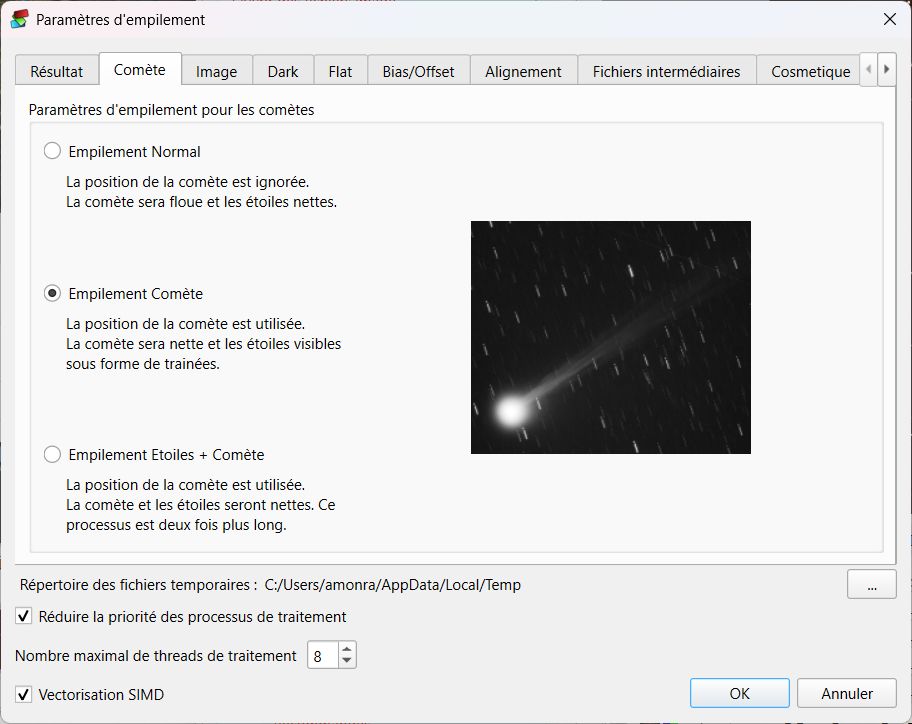 Paramètres d'empilement
Résultat Comète Image Dark Flat Bias/Offset Alignement Fichiers intermédiaires Cosmetique
Paramètres d'empilement pour les comètes
Empilement Normal
La position de la comète est ignorée.
La comète sera floue et les étoiles nettes.
Empilement Comète
La position de la comète est utilisée.
La comète sera nette et les étoiles visibles
sous forme de trainées.
Empilement Etoiles + Comète
La position de la comète est utilisée.
La comète et les étoiles seront nettes. Ce
processus est deux fois plus long.
Répertoire des fichiers temporaires : C:/Users/amonra/AppData/Local/Temp ...
Réduire la priorité des processus de traitement
Nombre maximal de threads de traitement 8
Vectorisation SIMD
OK Annuler